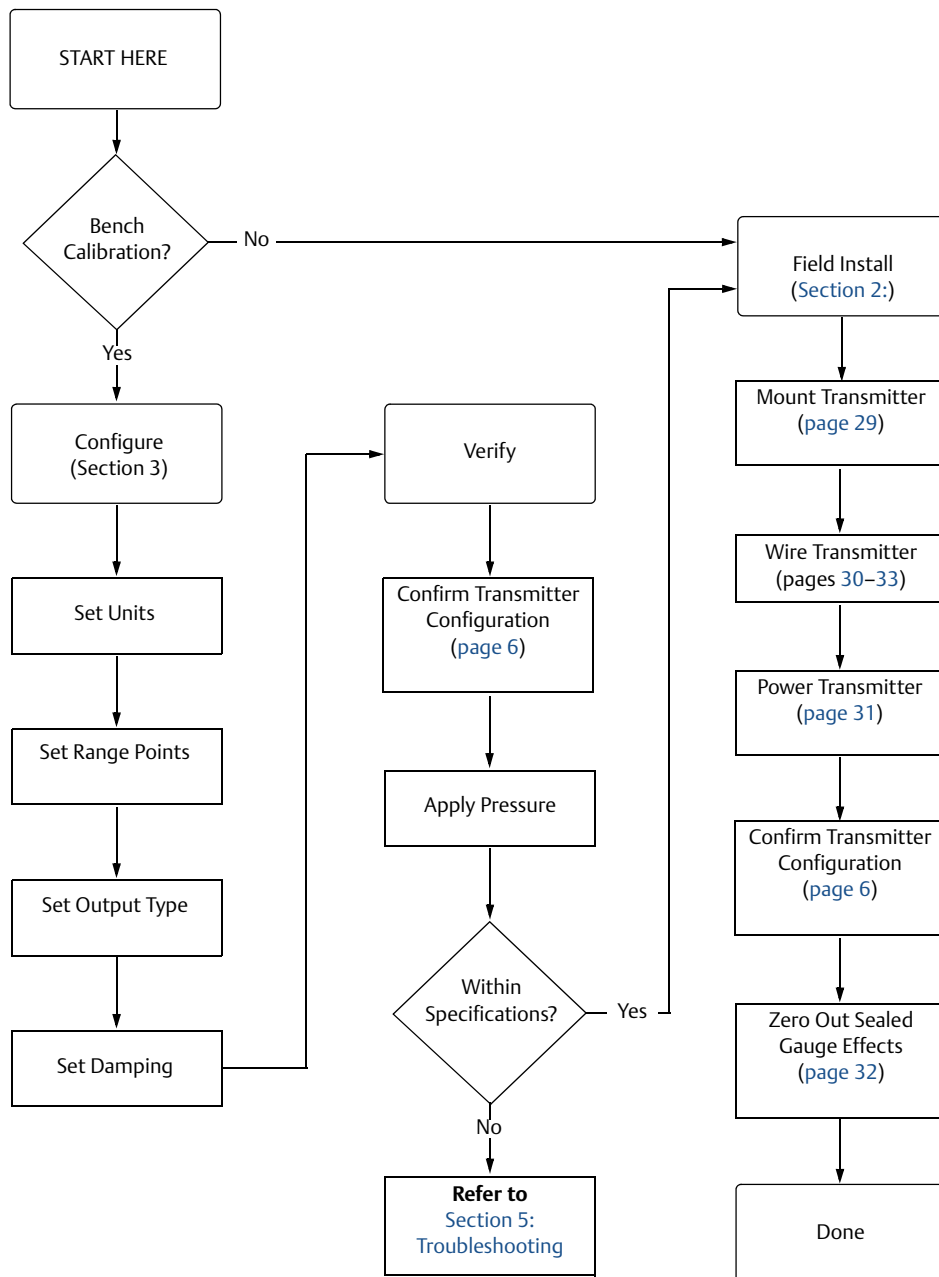 START HERE
Bench
Calibration?
No
Yes
Configure
(Section 3)
Set Units
Set Range Points
Set Output Type
Set Damping
Verify
Confirm Transmitter
Configuration
(page 6)
Apply Pressure
Within
Specifications?
Yes
No
Refer to
Section 5:
Troubleshooting
Field Install
(Section 2:)
Mount Transmitter
(page 29)
Wire Transmitter
(pages 30–33)
Power Transmitter
(page 31)
Confirm Transmitter
Configuration
(page 6)
Zero Out Sealed
Gauge Effects
(page 32)
Done